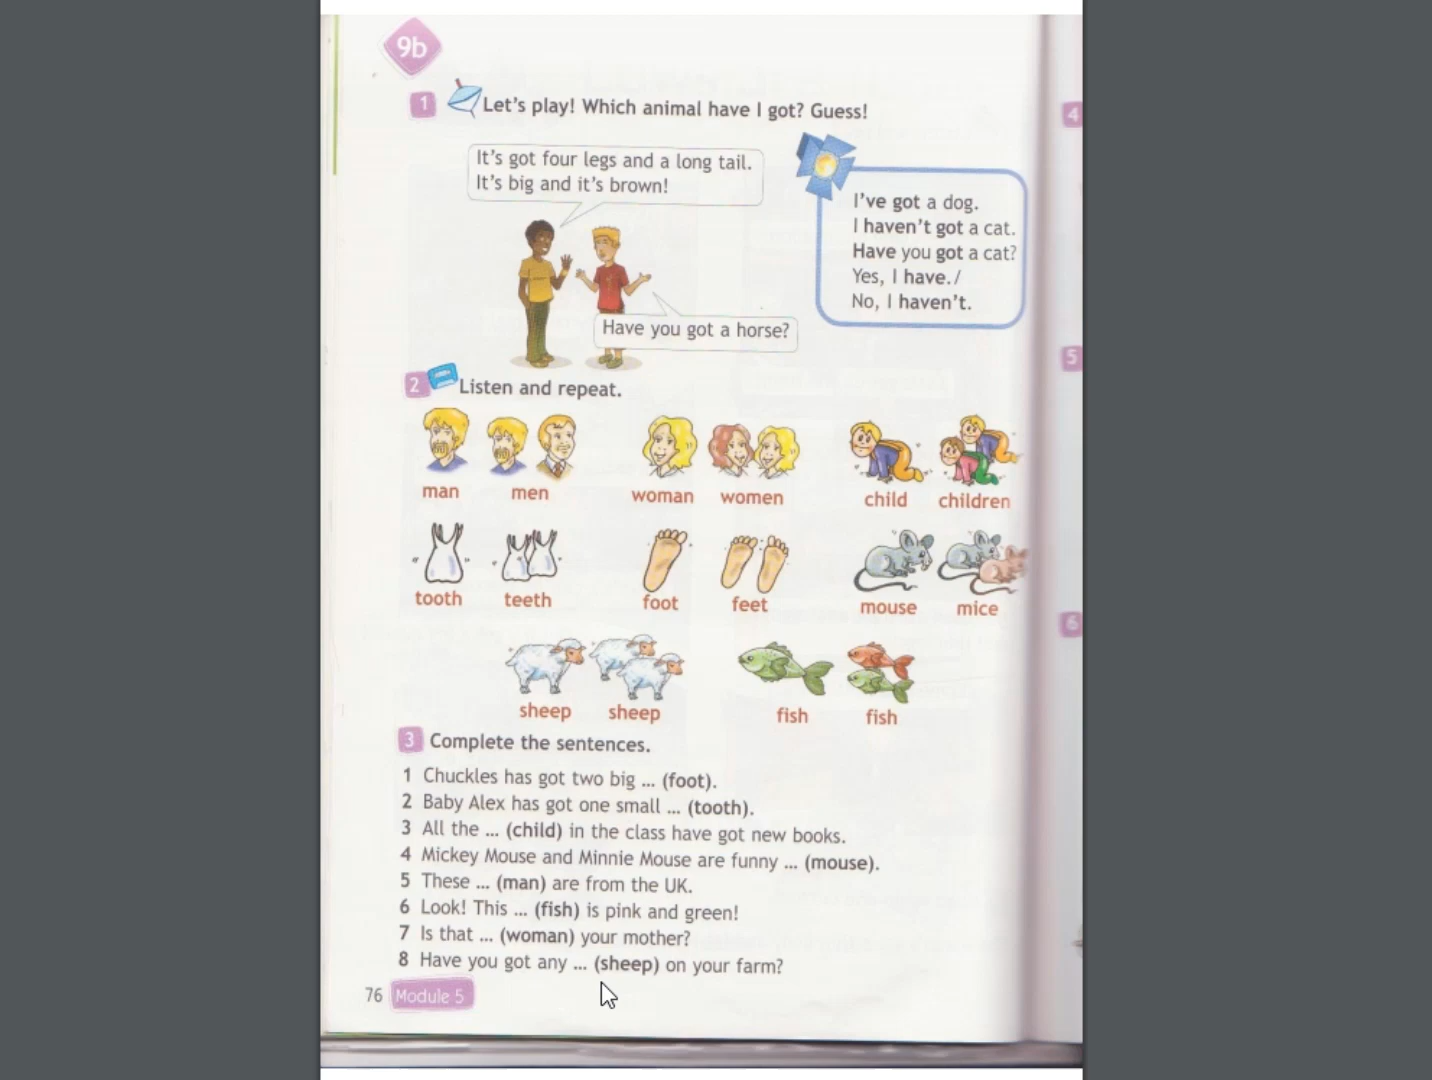 9b
1 Let's play! Which animal have I got? Guess!
It's got four legs and a long tail.
It's big and it's brown!
I've got a dog.
I haven't got a cat.
Have you got a cat?
Yes, I have./
No, I haven't.
Have you got a horse?
2 Listen and repeat.
man men woman women child children
tooth teeth foot feet mouse mice
sheep sheep fish fish
3 Complete the sentences.
1 Chuckles has got two big ... (foot).
2 Baby Alex has got one small ... (tooth).
3 All the ... (child) in the class have got new books.
4 Mickey Mouse and Minnie Mouse are funny ... (mouse).
5 These ... (man) are from the UK.
6 Look! This ... (fish) is pink and green!
7 Is that ... (woman) your mother?
8 Have you got any ... (sheep) on your farm?
76 Module 5
4
5
6